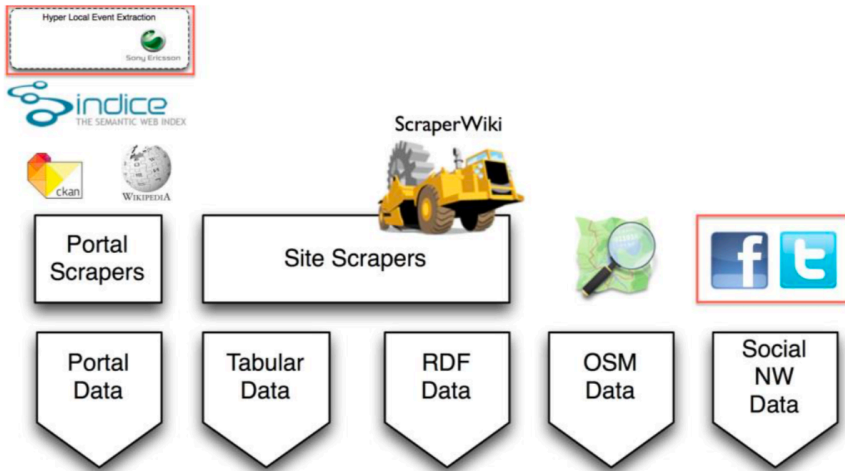 Hyper Local Event Extraction
Sony Ericsson
indice
THE SEMANTIC WEB INDEX
ScraperWiki
ckan
WIKIPEDIA
Portal
Scrapers
Site Scrapers
f
t
Portal
Data
Tabular
Data
RDF
Data
OSM
Data
Social
NW
Data